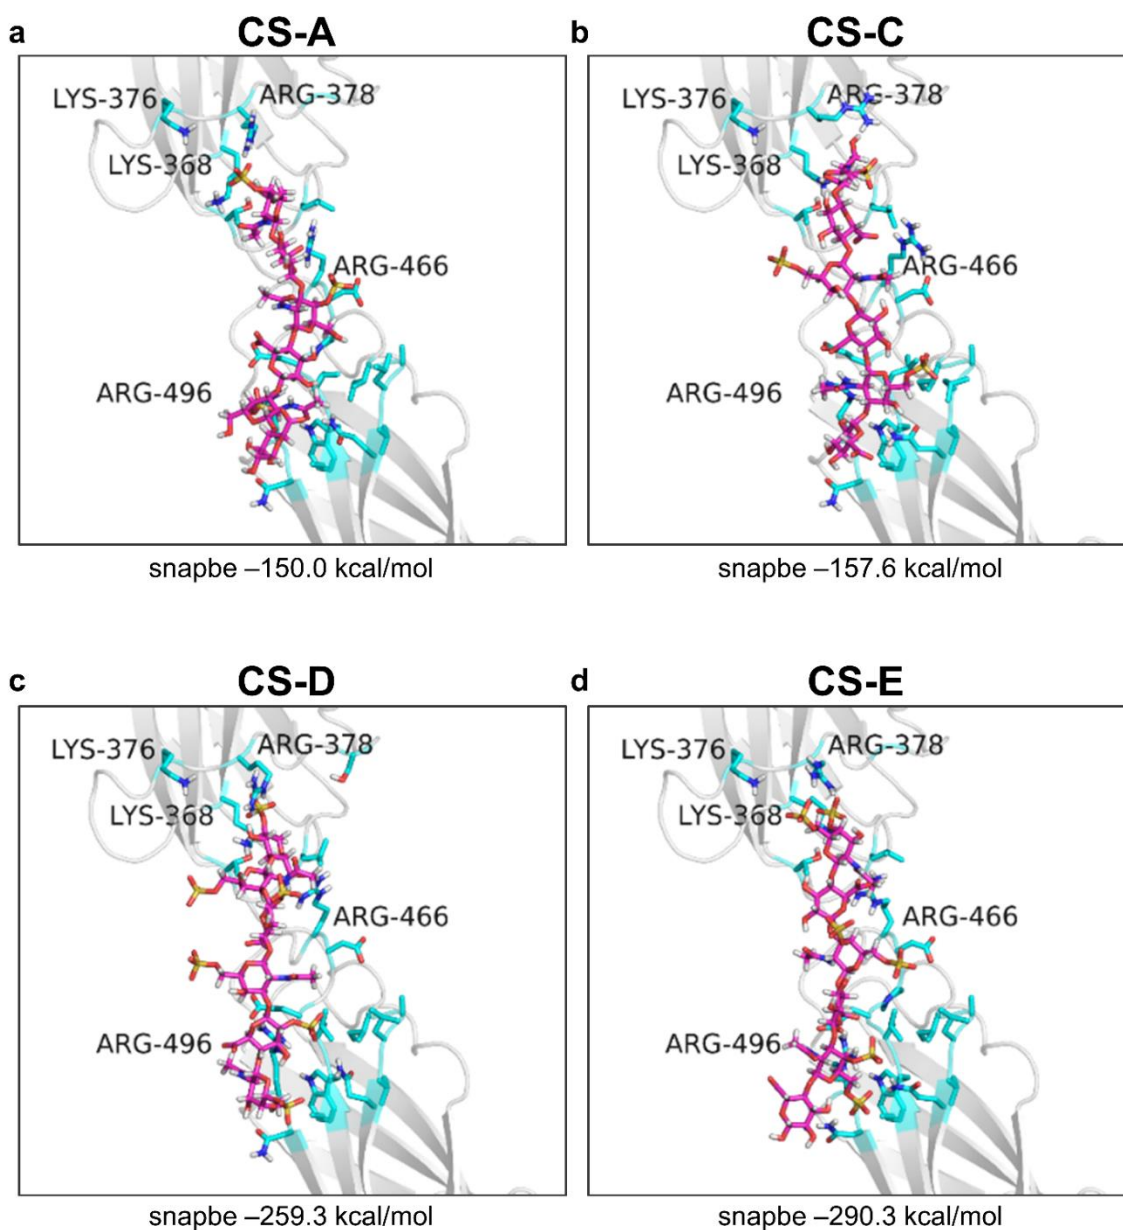 a
CS-A
LYS-376
ARG-378
LYS-368
ARG-466
ARG-496
snapbe –150.0 kcal/mol
b
CS-C
LYS-376
ARG-378
LYS-368
ARG-466
ARG-496
snapbe –157.6 kcal/mol
c
CS-D
LYS-376
ARG-378
LYS-368
ARG-466
ARG-496
snapbe –259.3 kcal/mol
d
CS-E
LYS-376
ARG-378
LYS-368
ARG-466
ARG-496
snapbe –290.3 kcal/mol